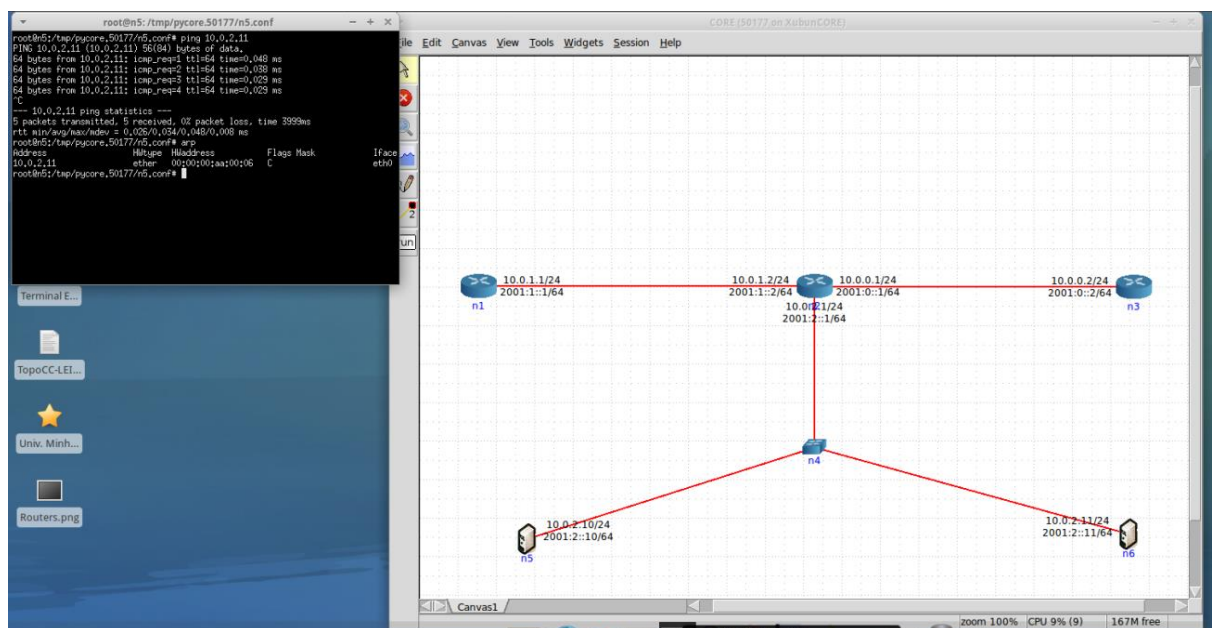 root@n5: /tmp/pycore.50177/n5.conf
root@n5:/tmp/pycore.50177/n5.conf# ping 10.0.2.11
PING 10.0.2.11 (10.0.2.11) 56(84) bytes of data.
64 bytes from 10.0.2.11: icmp_req=1 ttl=64 time=0.048 ms
64 bytes from 10.0.2.11: icmp_req=2 ttl=64 time=0.038 ms
64 bytes from 10.0.2.11: icmp_req=3 ttl=64 time=0.029 ms
64 bytes from 10.0.2.11: icmp_req=4 ttl=64 time=0.029 ms
^C
--- 10.0.2.11 ping statistics ---
5 packets transmitted, 5 received, 0% packet loss, time 3999ms
rtt min/avg/max/mdev = 0.026/0.034/0.048/0.008 ms
root@n5:/tmp/pycore.50177/n5.conf# arp
Address HWtype HWaddress Flags Mask Iface
10.0.2.11 ether 00:00:00:aa:00:06 C eth0
root@n5:/tmp/pycore.50177/n5.conf#
CORE (50177 on XubunCORE)
ile Edit Canvas View Tools Widgets Session Help
2
un
Terminal E...
TopoCC-LEI...
Univ. Minh...
Routers.png
10.0.1.1/24
2001:1::1/64
n1
10.0.1.2/24
2001:1::2/64
10.0.0.1/24
2001:0::1/64
1/24
2001:2::1/64
10.0.0.2/24
2001:0::2/64
n3
n4
10.0.2.10/24
2001:2::10/64
n5
10.0.2.11/24
2001:2::11/64
n6
Canvas1
zoom 100% CPU 9% (9) 167M free